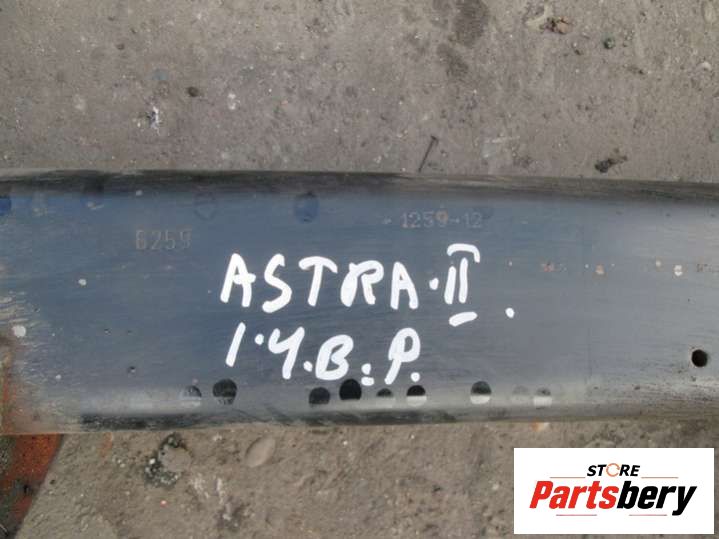 1259-12
6259
ASTRA·II.
1·4·B:P.
STORE
Partsbery